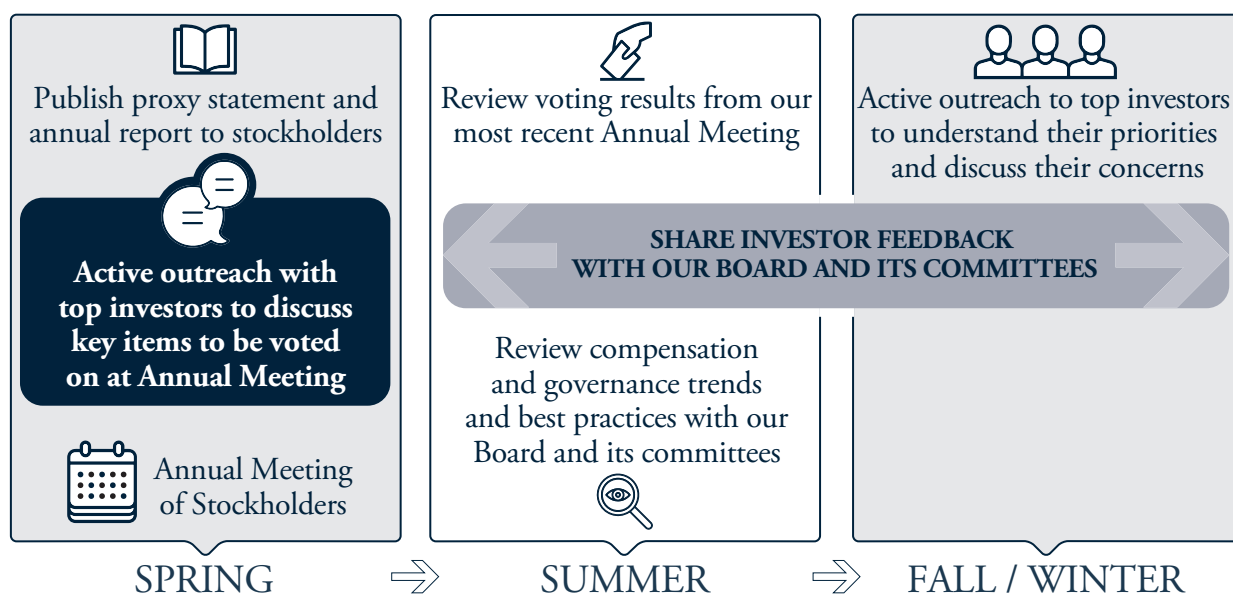 Publish proxy statement and
annual report to stockholders
Active outreach with
top investors to discuss
key items to be voted
on at Annual Meeting
Annual Meeting
of Stockholders
SPRING
Review voting results from our
most recent Annual Meeting
SHARE INVESTOR FEEDBACK
WITH OUR BOARD AND ITS COMMITTEES
Review compensation
and governance trends
and best practices with our
Board and its committees
SUMMER
Active outreach to top investors
to understand their priorities
and discuss their concerns
FALL / WINTER